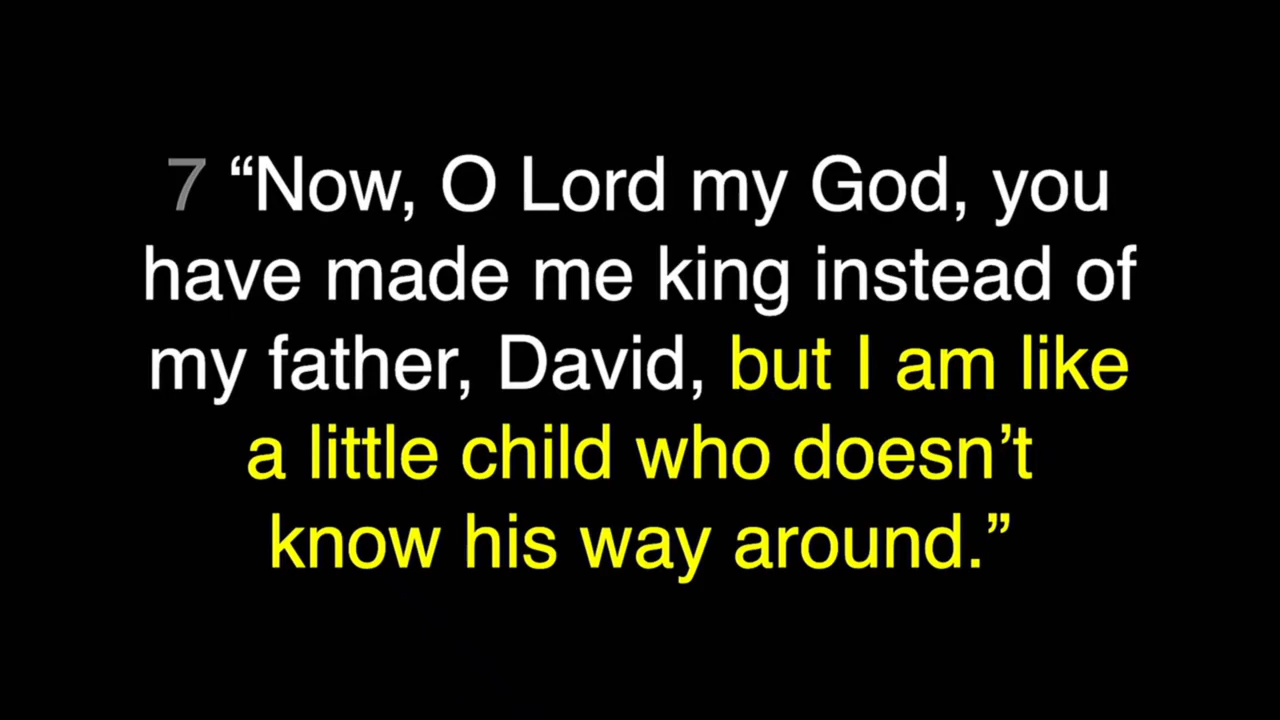 7 “Now, O Lord my God, you
have made me king instead of
my father, David, but I am like
a little child who doesn’t
know his way around.”